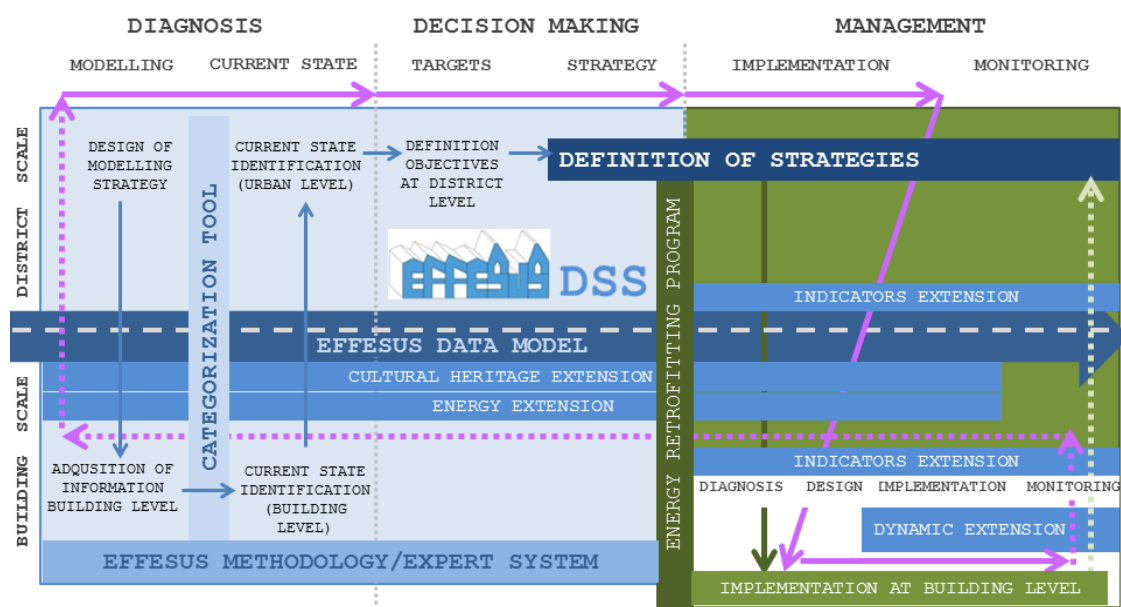 DIAGNOSIS
DECISION MAKING
MANAGEMENT
MODELLING
CURRENT STATE
TARGETS
STRATEGY
IMPLEMENTATION
MONITORING
DISTRICT SCALE
DESIGN OF
MODELLING
STRATEGY
CATEGORIZATION TOOL
CURRENT STATE
IDENTIFICATION
(URBAN LEVEL)
DEFINITION
OBJECTIVES
AT DISTRICT
LEVEL
DEFINITION OF STRATEGIES
EFFESUS
DSS
ENERGY RETROFITTING PROGRAM
INDICATORS EXTENSION
EFFESUS DATA MODEL
CULTURAL HERITAGE EXTENSION
ENERGY EXTENSION
BUILDING SCALE
ADQUSITION OF
INFORMATION
BUILDING LEVEL
CURRENT STATE
IDENTIFICATION
(BUILDING
LEVEL)
INDICATORS EXTENSION
DIAGNOSIS
DESIGN
IMPLEMENTATION
MONITORING
DYNAMIC EXTENSION
EFFESUS METHODOLOGY/EXPERT SYSTEM
IMPLEMENTATION AT BUILDING LEVEL